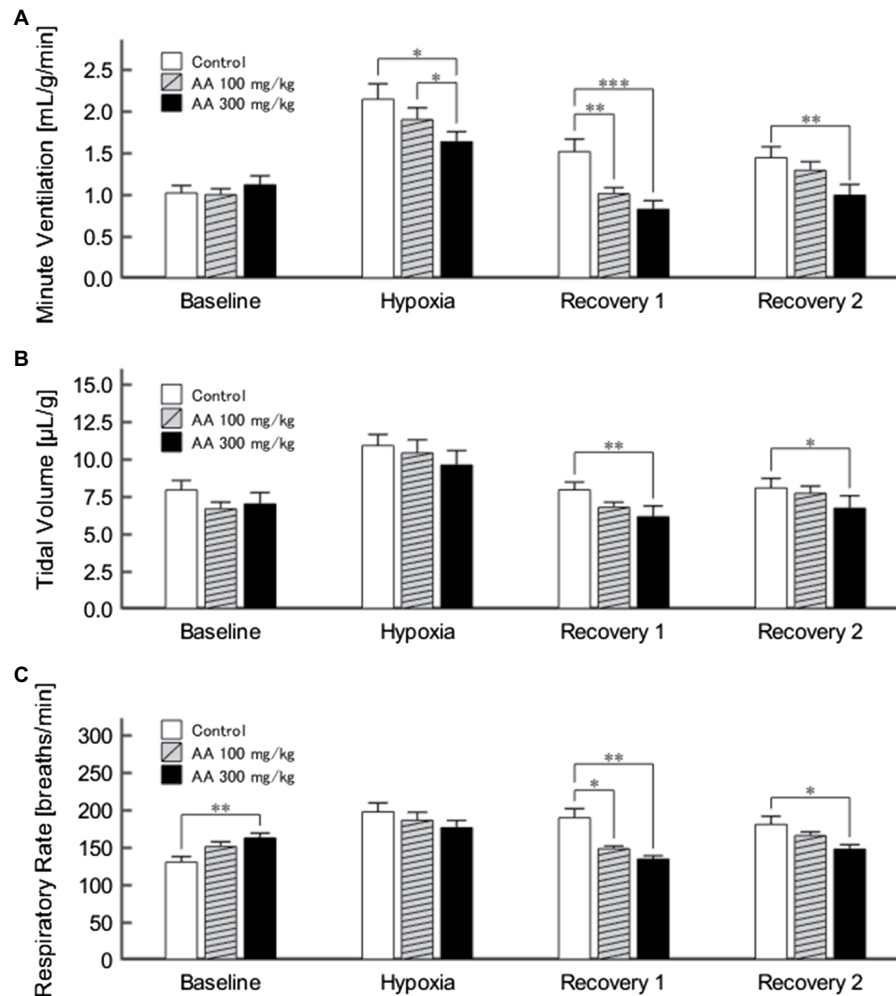 A
Minute Ventilation [mL/g/min]
2.5
2.0
1.5
1.0
0.5
0.0
Control
AA 100 mg/kg
AA 300 mg/kg
*
*
***
**
**
Baseline Hypoxia Recovery 1 Recovery 2
B
Tidal Volume [µL/g]
15.0
12.5
10.0
7.5
5.0
2.5
0.0
Control
AA 100 mg/kg
AA 300 mg/kg
**
*
Baseline Hypoxia Recovery 1 Recovery 2
C
Respiratory Rate [breaths/min]
300
250
200
150
100
50
0
Control
AA 100 mg/kg
AA 300 mg/kg
**
**
*
*
Baseline Hypoxia Recovery 1 Recovery 2